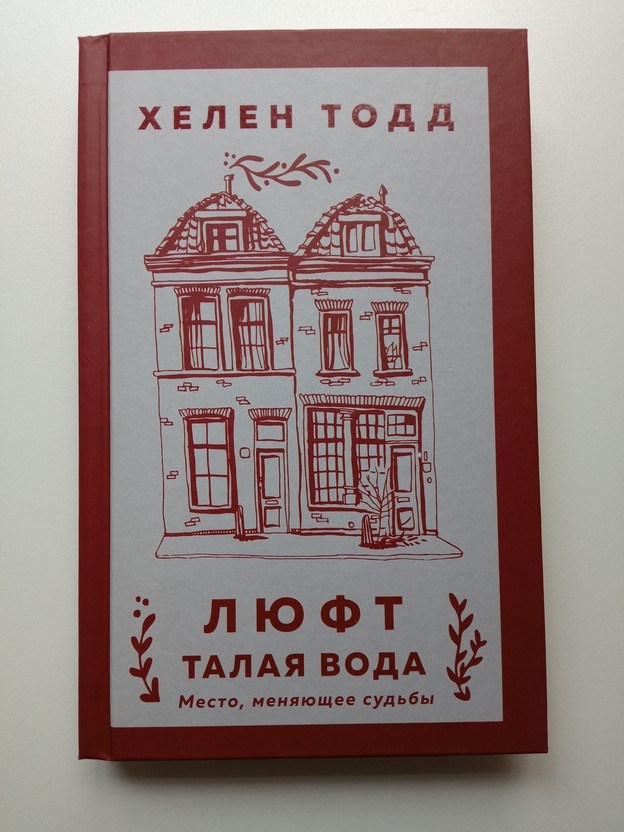 ХЕЛЕН ТОДД
ЛЮФТ
ТАЛАЯ ВОДА
Место, меняющее судьбы